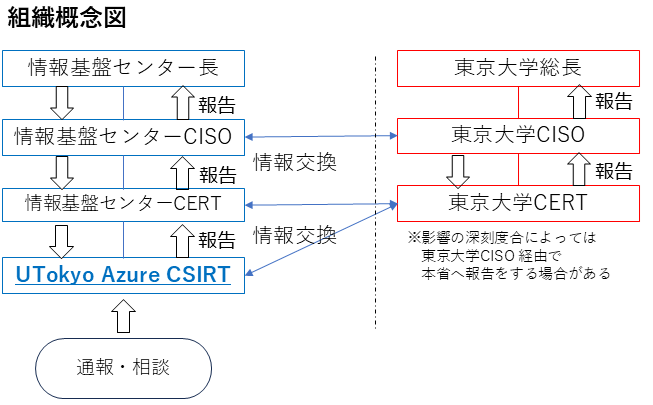 組織概念図
情報基盤センター長
東京大学総長
報告
報告
情報基盤センターCISO
東京大学CISO
情報交換
報告
報告
情報基盤センターCERT
東京大学CERT
情報交換
報告
※影響の深刻度合によっては
東京大学CISO 経由で
本省へ報告をする場合がある
UTokyo Azure CSIRT
通報・相談